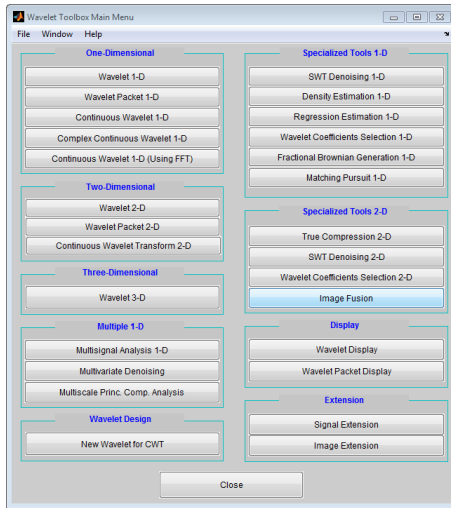 Wavelet Toolbox Main Menu
File Window Help
One-Dimensional
Wavelet 1-D
Wavelet Packet 1-D
Continuous Wavelet 1-D
Complex Continuous Wavelet 1-D
Continuous Wavelet 1-D (Using FFT)
Two-Dimensional
Wavelet 2-D
Wavelet Packet 2-D
Continuous Wavelet Transform 2-D
Three-Dimensional
Wavelet 3-D
Multiple 1-D
Multisignal Analysis 1-D
Multivariate Denoising
Multiscale Princ. Comp. Analysis
Wavelet Design
New Wavelet for CWT
Specialized Tools 1-D
SWT Denoising 1-D
Density Estimation 1-D
Regression Estimation 1-D
Wavelet Coefficients Selection 1-D
Fractional Brownian Generation 1-D
Matching Pursuit 1-D
Specialized Tools 2-D
True Compression 2-D
SWT Denoising 2-D
Wavelet Coefficients Selection 2-D
Image Fusion
Display
Wavelet Display
Wavelet Packet Display
Extension
Signal Extension
Image Extension
Close